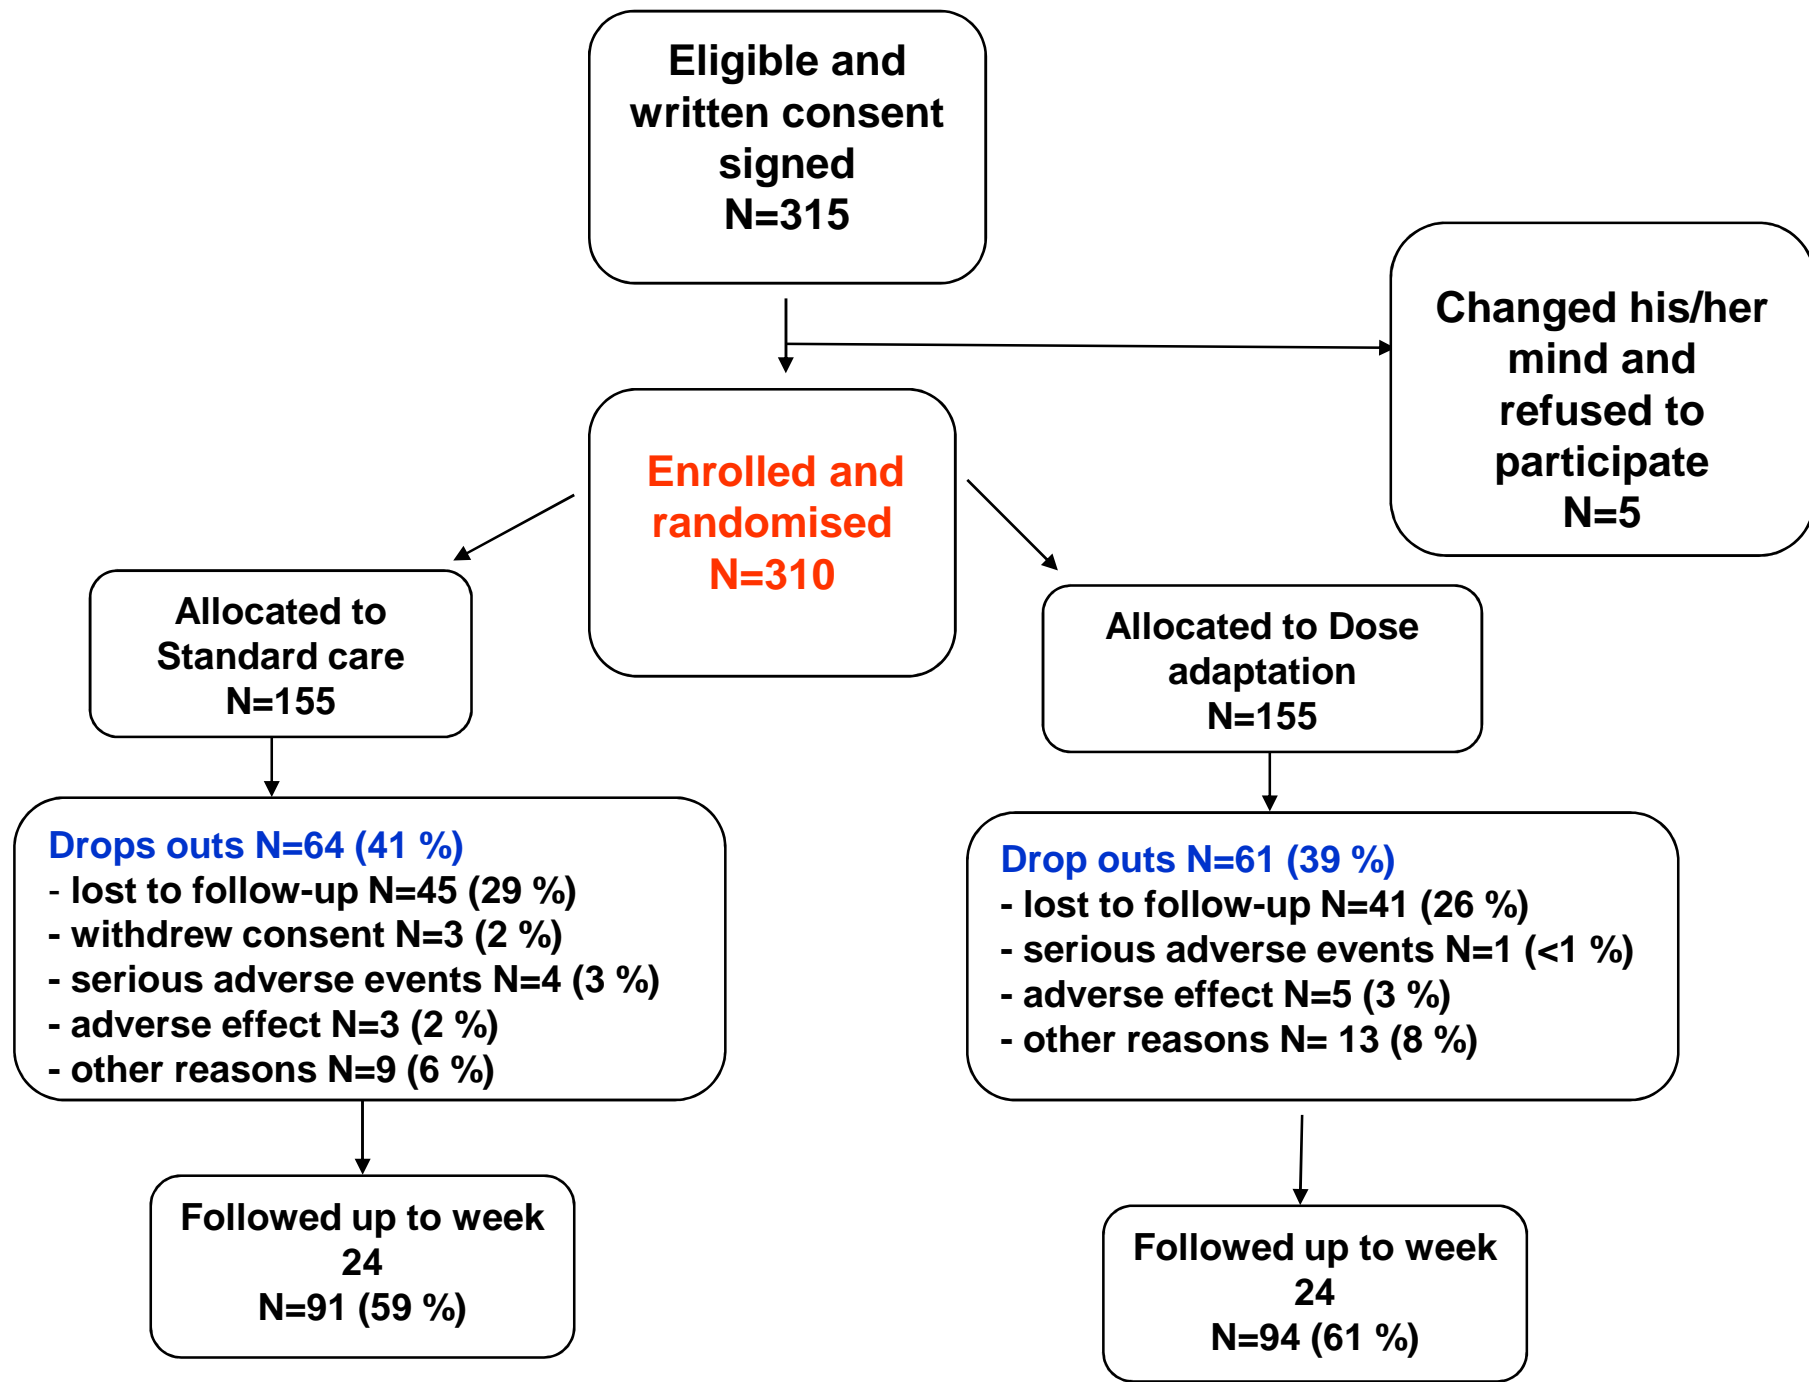 Eligible and
written consent
signed
N=315
Changed his/her
mind and
refused to
participate
N=5
Enrolled and
randomised
N=310
Allocated to
Standard care
N=155
Allocated to Dose
adaptation
N=155
Drops outs N=64 (41 %)
- lost to follow-up N=45 (29 %)
- withdrew consent N=3 (2 %)
- serious adverse events N=4 (3 %)
- adverse effect N=3 (2 %)
- other reasons N=9 (6 %)
Drop outs N=61 (39 %)
- lost to follow-up N=41 (26 %)
- serious adverse events N=1 (<1 %)
- adverse effect N=5 (3 %)
- other reasons N= 13 (8 %)
Followed up to week
24
N=91 (59 %)
Followed up to week
24
N=94 (61 %)